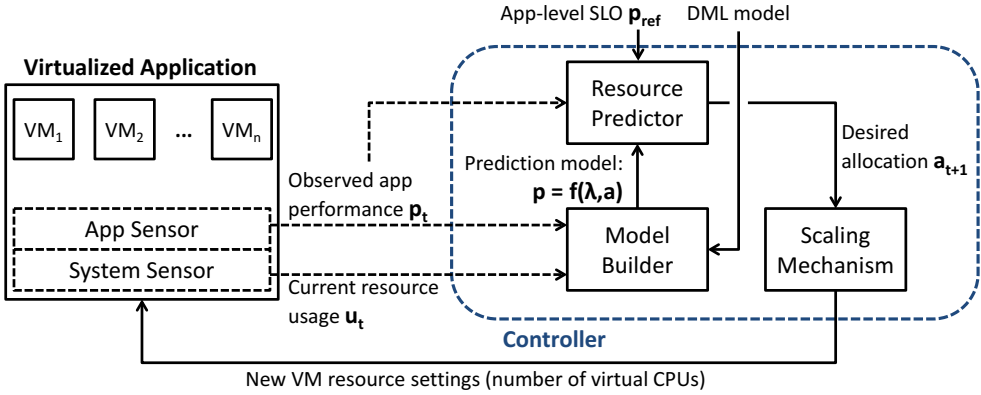 App-level SLO p_ref
DML model
Virtualized Application
VM_1
VM_2
...
VM_n
Resource
Predictor
Desired
allocation a_t+1
Prediction model:
p = f(λ,a)
Observed app
performance p_t
App Sensor
System Sensor
Model
Builder
Scaling
Mechanism
Current resource
usage u_t
Controller
New VM resource settings (number of virtual CPUs)